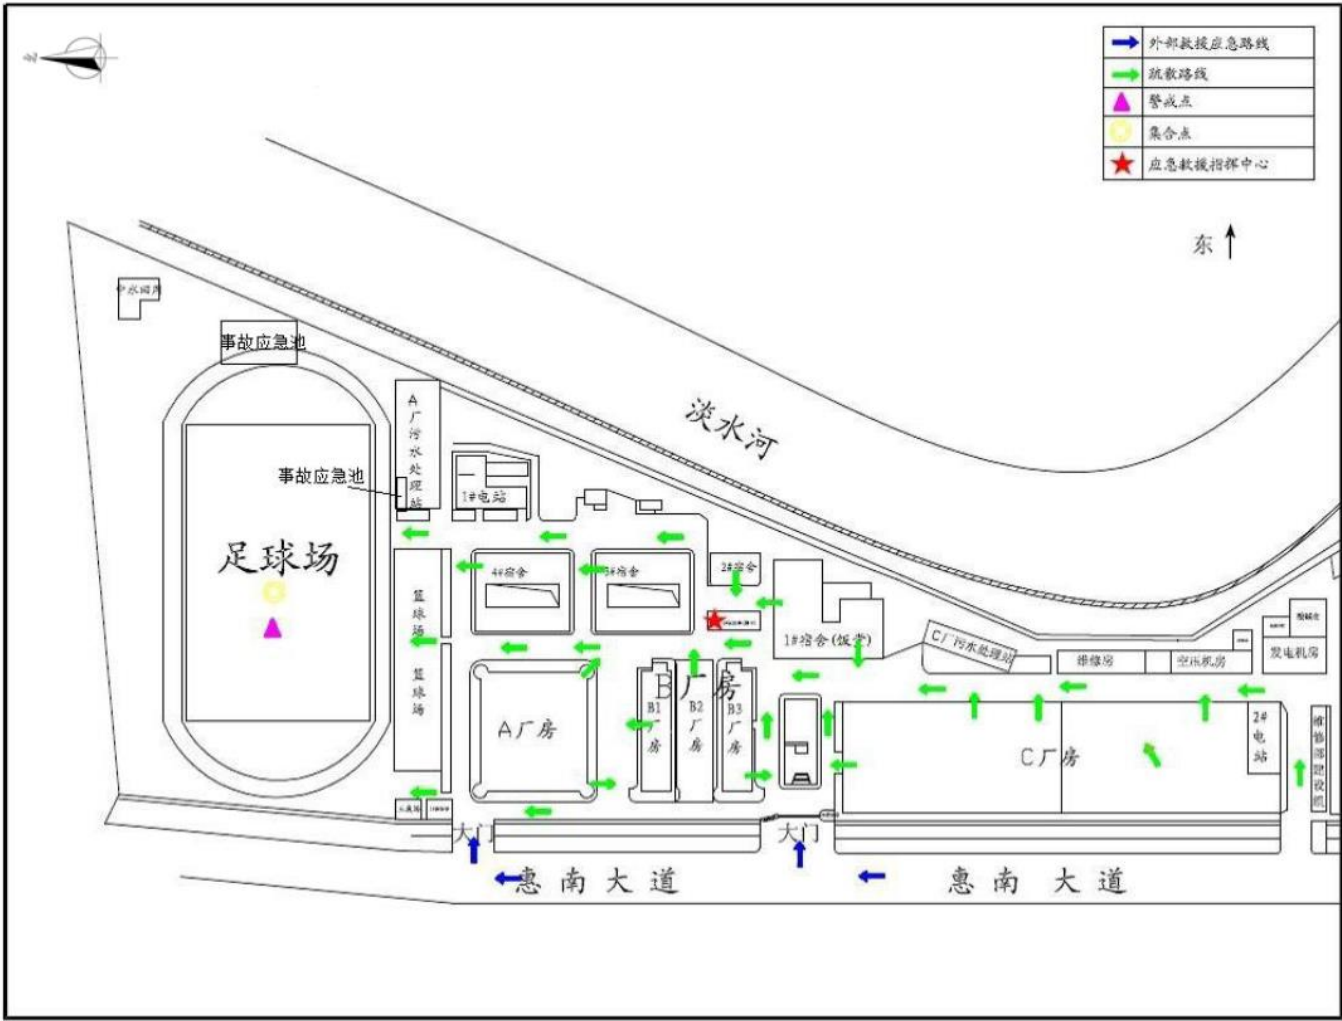 北
外部救援应急路线
疏散路线
警戒点
集合点
应急救援指挥中心
东
中水回用
事故应急池
A厂污水处理站
淡水河
事故应急池
1#电站
足球场
篮球场
篮球场
4#宿舍
3#宿舍
2#宿舍
1#宿舍(饭堂)
C厂污水处理站
维修房
空压机房
发电机房
B厂房
A厂房
B1厂房
B2厂房
B3厂房
C厂房
2#电站
维修部建设组
大门
大门
惠南大道
惠南大道